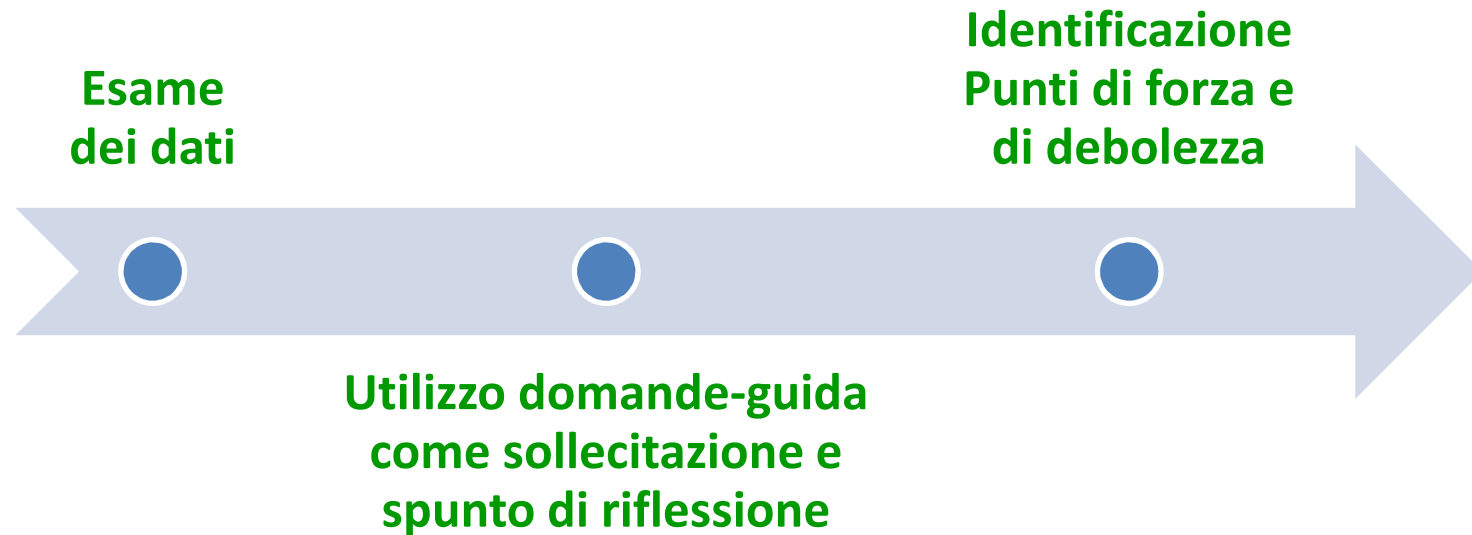 Esame
dei dati
Utilizzo domande-guida
come sollecitazione e
spunto di riflessione
Identificazione
Punti di forza e
di debolezza